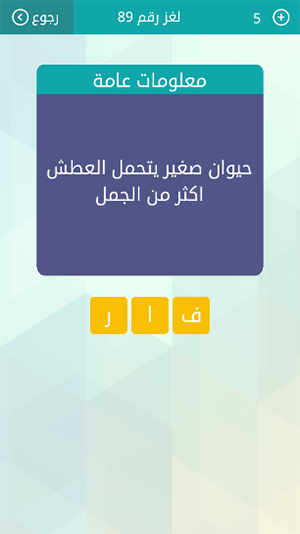 رجوع
لغز رقم 89
5
معلومات عامة
حيوان صغير يتحمل العطش
اكثر من الجمل
ف ا ر